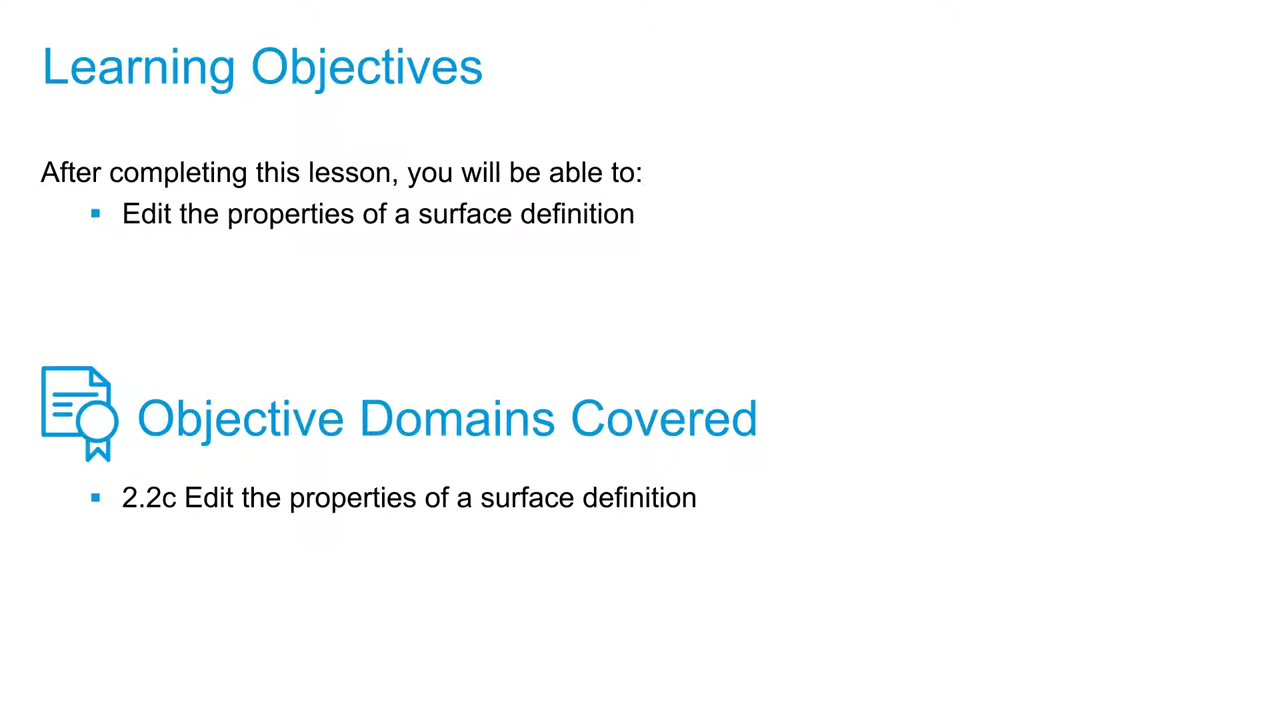 Learning Objectives
After completing this lesson, you will be able to:
▪ Edit the properties of a surface definition
Objective Domains Covered
▪ 2.2c Edit the properties of a surface definition